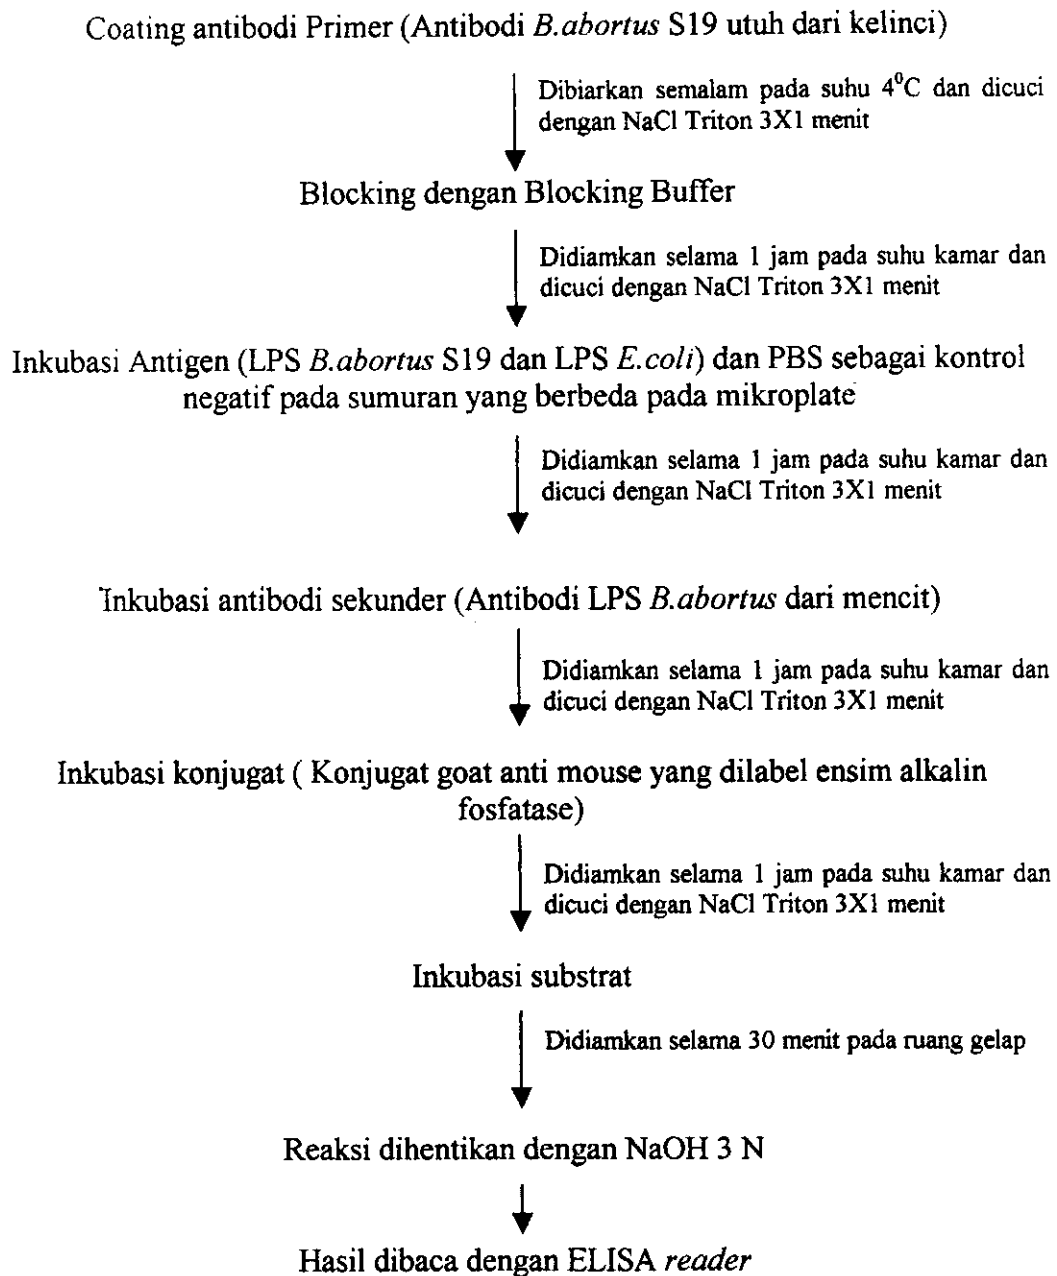 Coating antibodi Primer (Antibodi B.abortus S19 utuh dari kelinci)
Dibiarkan semalam pada suhu 4⁰C dan dicuci
dengan NaCl Triton 3X1 menit
Blocking dengan Blocking Buffer
Didiamkan selama 1 jam pada suhu kamar dan
dicuci dengan NaCl Triton 3X1 menit
Inkubasi Antigen (LPS B.abortus S19 dan LPS E.coli) dan PBS sebagai kontrol
negatif pada sumuran yang berbeda pada mikroplate
Didiamkan selama 1 jam pada suhu kamar dan
dicuci dengan NaCl Triton 3X1 menit
Inkubasi antibodi sekunder (Antibodi LPS B.abortus dari mencit)
Didiamkan selama 1 jam pada suhu kamar dan
dicuci dengan NaCl Triton 3X1 menit
Inkubasi konjugat ( Konjugat goat anti mouse yang dilabel ensim alkalin
fosfatase)
Didiamkan selama 1 jam pada suhu kamar dan
dicuci dengan NaCl Triton 3X1 menit
Inkubasi substrat
Didiamkan selama 30 menit pada ruang gelap
Reaksi dihentikan dengan NaOH 3 N
Hasil dibaca dengan ELISA reader